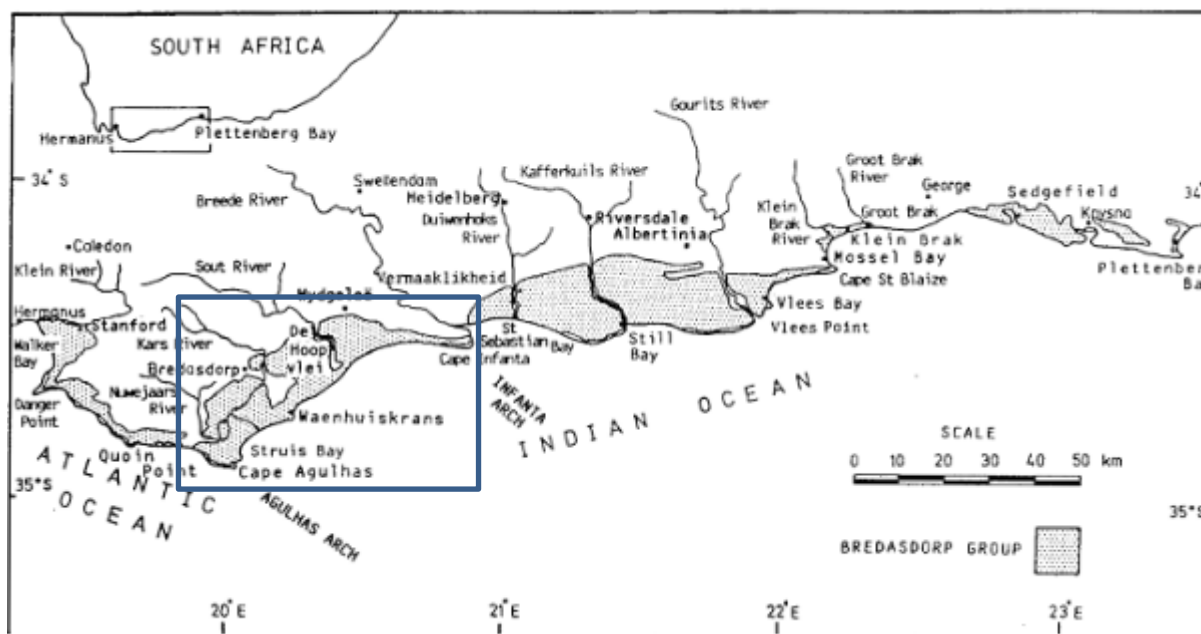 SOUTH AFRICA
Hermanus
Plettenberg Bay
Gourits River
34°S
Swellendam
Breede River
Heidelberg
Duiwenhoks
River
Kafferkuils River
Riversdale
Albertinia
Groot Brak
River
Klein
Brak
River
Groot Brak
Klein Brak
Mossel Bay
Cape St Blaize
George
Sedgefield
Knysna
34°
Plettenberg
Caledon
Klein River
Sout River
Vermaaklikheid
Hermanus
Stanford
Walker
Bay
Kars River
De
Hoop
vlei
Bredasdorp
Nuwejaars
River
Danger
Point
Waenhuiskrans
Struis Bay
Cape Agulhas
Quoin
Point
St
Sebastian
Bay
Cape Infanta
Still
Bay
Vlees Bay
Vlees Point
INFANTA
ARCH
INDIAN OCEAN
ATLANTIC
OCEAN
AGULHAS ARCH
SCALE
0 10 20 30 40 50 km
35°S
35°S
BREDASDORP GROUP
20°
21°
22°
23°